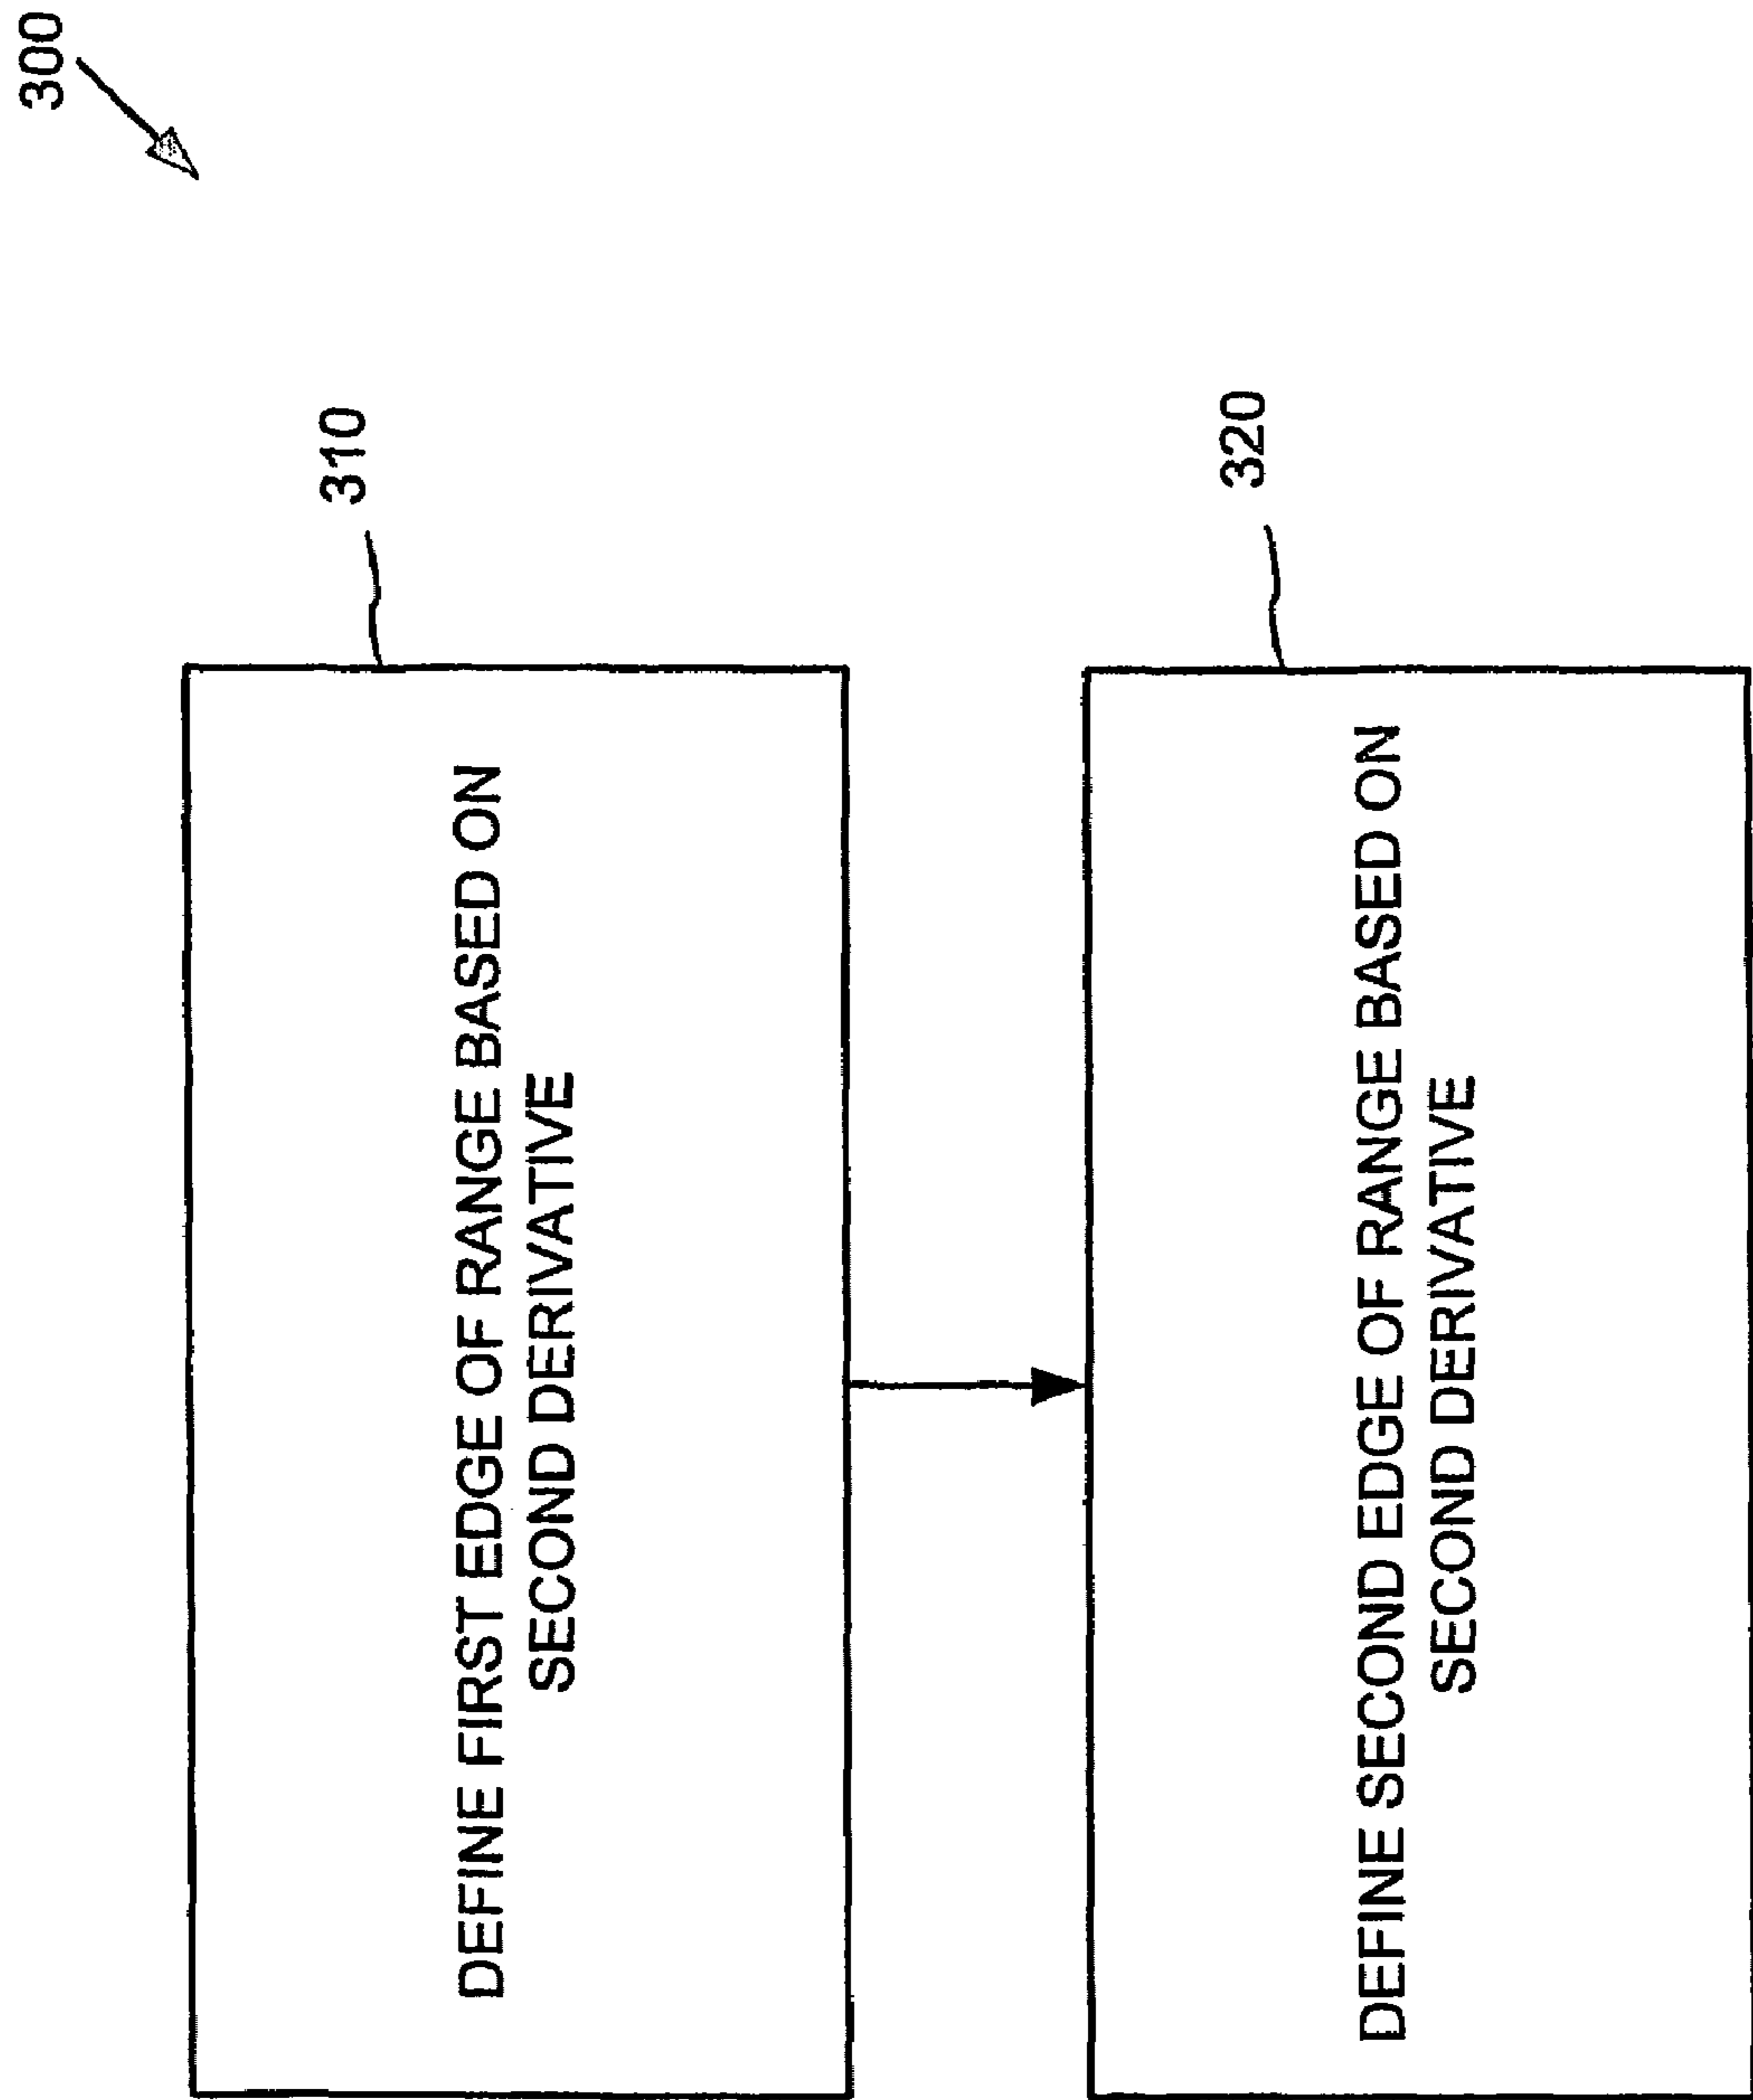 300
310
DEFINE FIRST EDGE OF RANGE BASED ON
SECOND DERIVATIVE
320
DEFINE SECOND EDGE OF RANGE BASED ON
SECOND DERIVATIVE